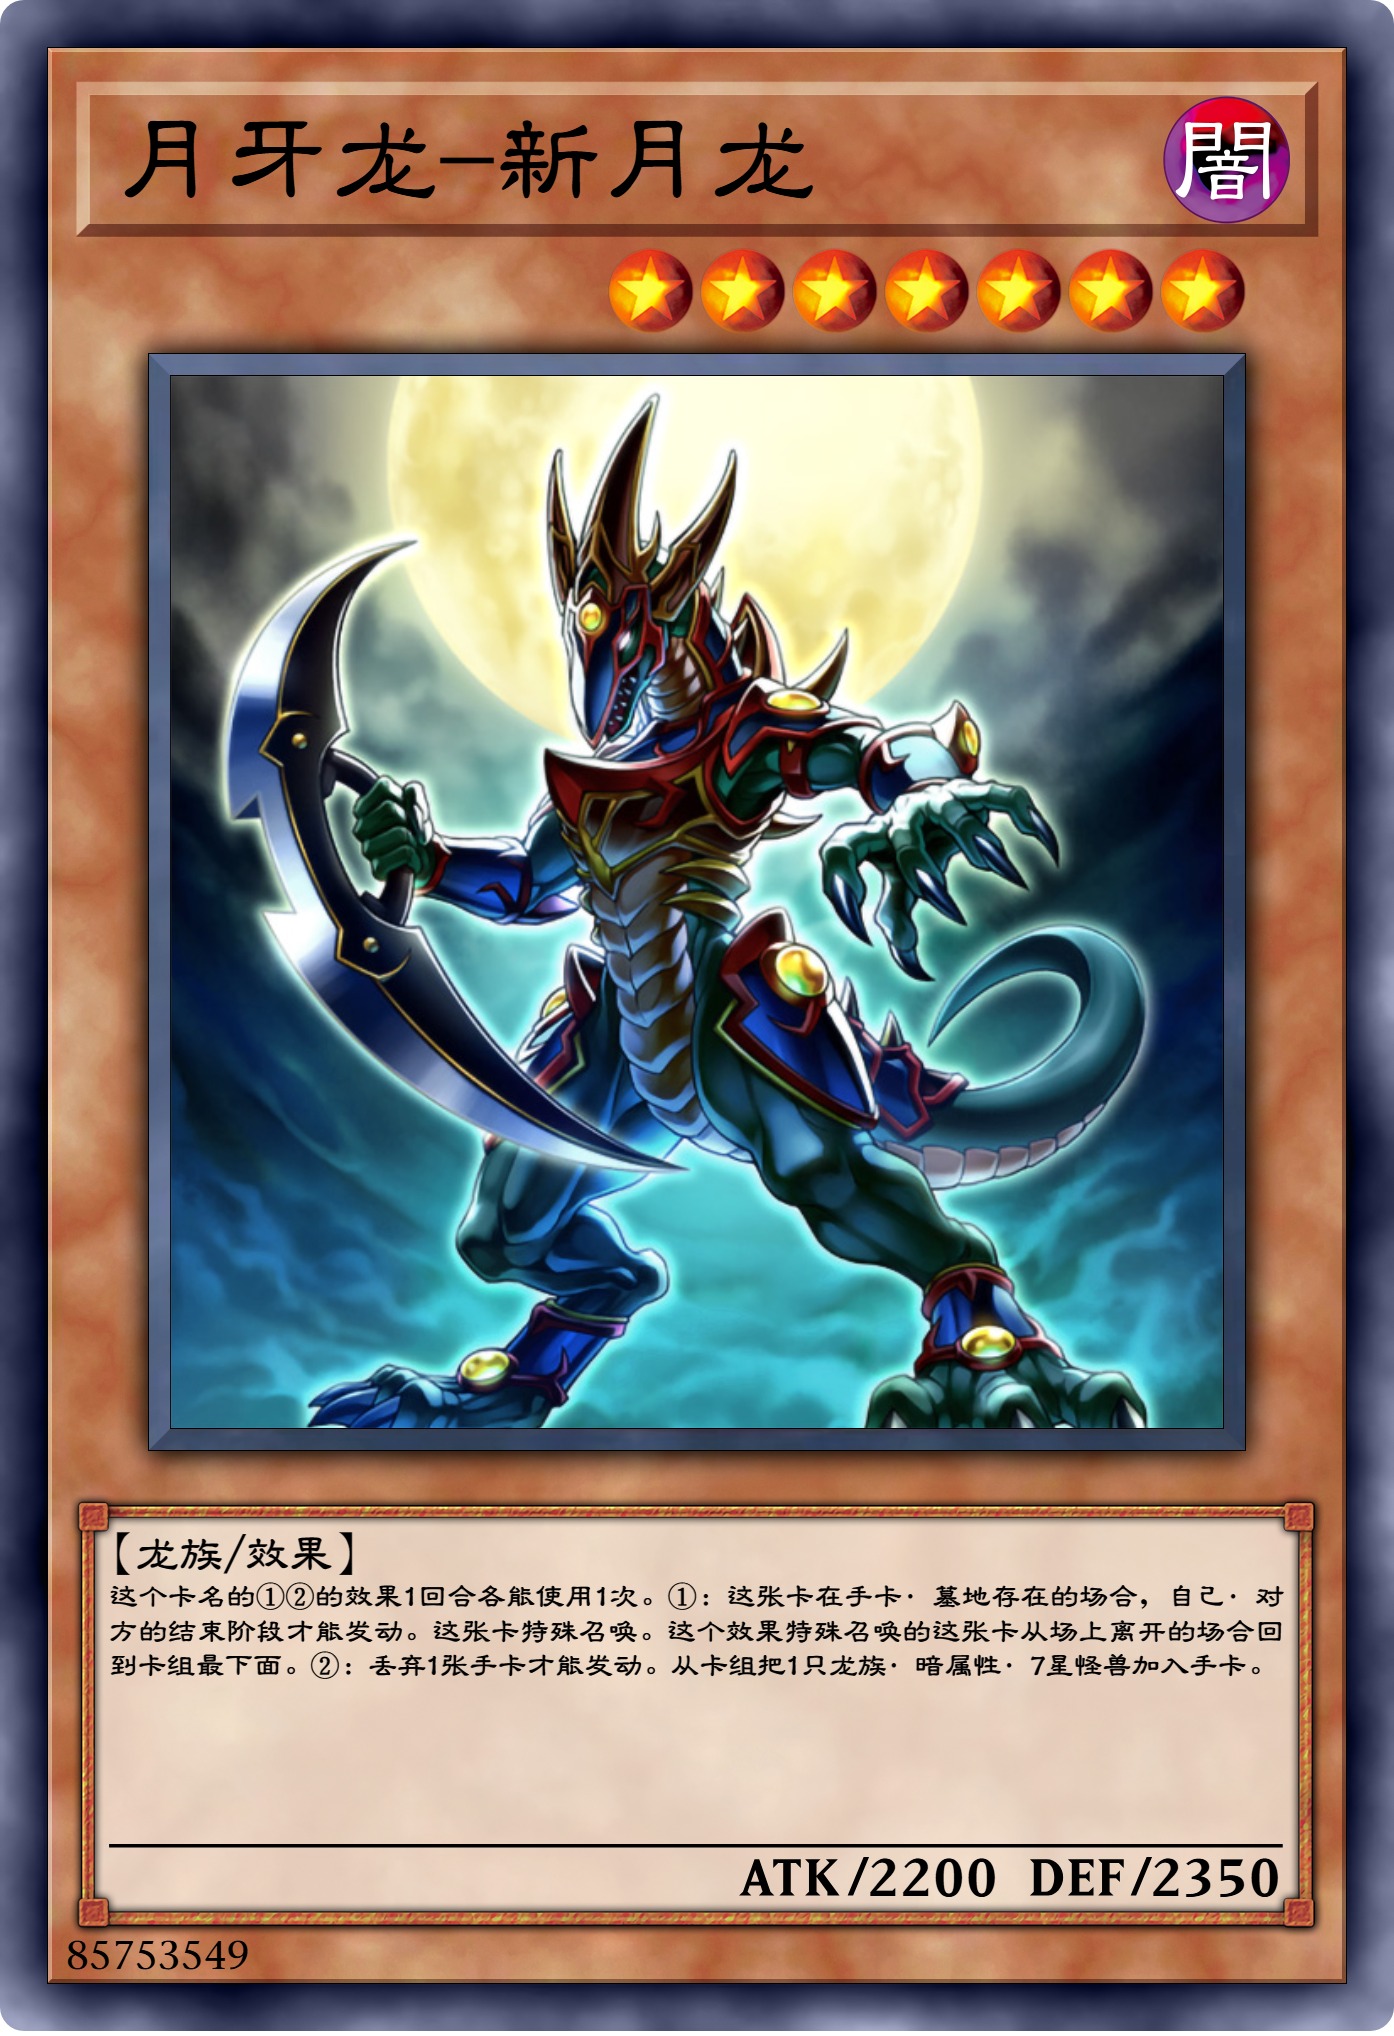 月牙龙-新月龙
闇
【龙族/效果】
这个卡名的①②的效果1回合各能使用1次。①：这张卡在手卡·墓地存在的场合，自己·对
方的结束阶段才能发动。这张卡特殊召唤。这个效果特殊召唤的这张卡从场上离开的场合回
到卡组最下面。②：丢弃1张手卡才能发动。从卡组把1只龙族·暗属性·7星怪兽加入手卡。
ATK/2200 DEF/2350
85753549